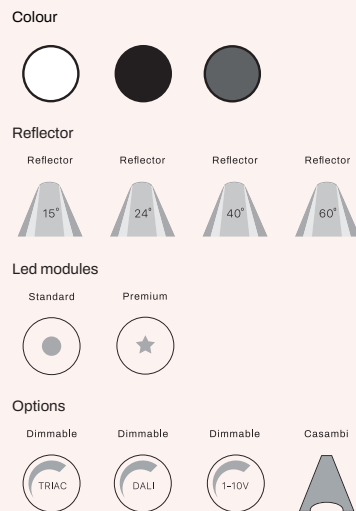 Colour
Reflector
Reflector Reflector Reflector Reflector
15° 24° 40° 60°
Led modules
Standard Premium
Options
Dimmable Dimmable Dimmable Casambi
TRIAC DALI 1-10V